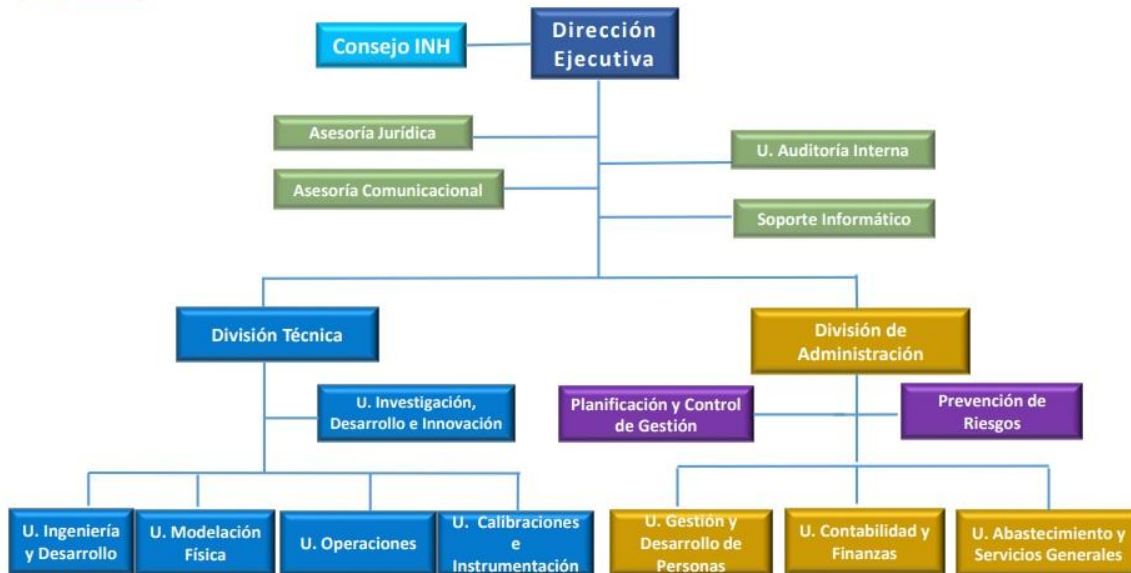 Consejo INH
Dirección
Ejecutiva
Asesoría Jurídica
U. Auditoría Interna
Asesoría Comunicacional
Soporte Informático
División Técnica
División de
Administración
U. Investigación,
Desarrollo e Innovación
Planificación y Control
de Gestión
Prevención de
Riesgos
U. Ingeniería
y Desarrollo
U. Modelación
Física
U. Operaciones
U. Calibraciones
e
Instrumentación
U. Gestión y
Desarrollo de
Personas
U. Contabilidad y
Finanzas
U. Abastecimiento y
Servicios Generales